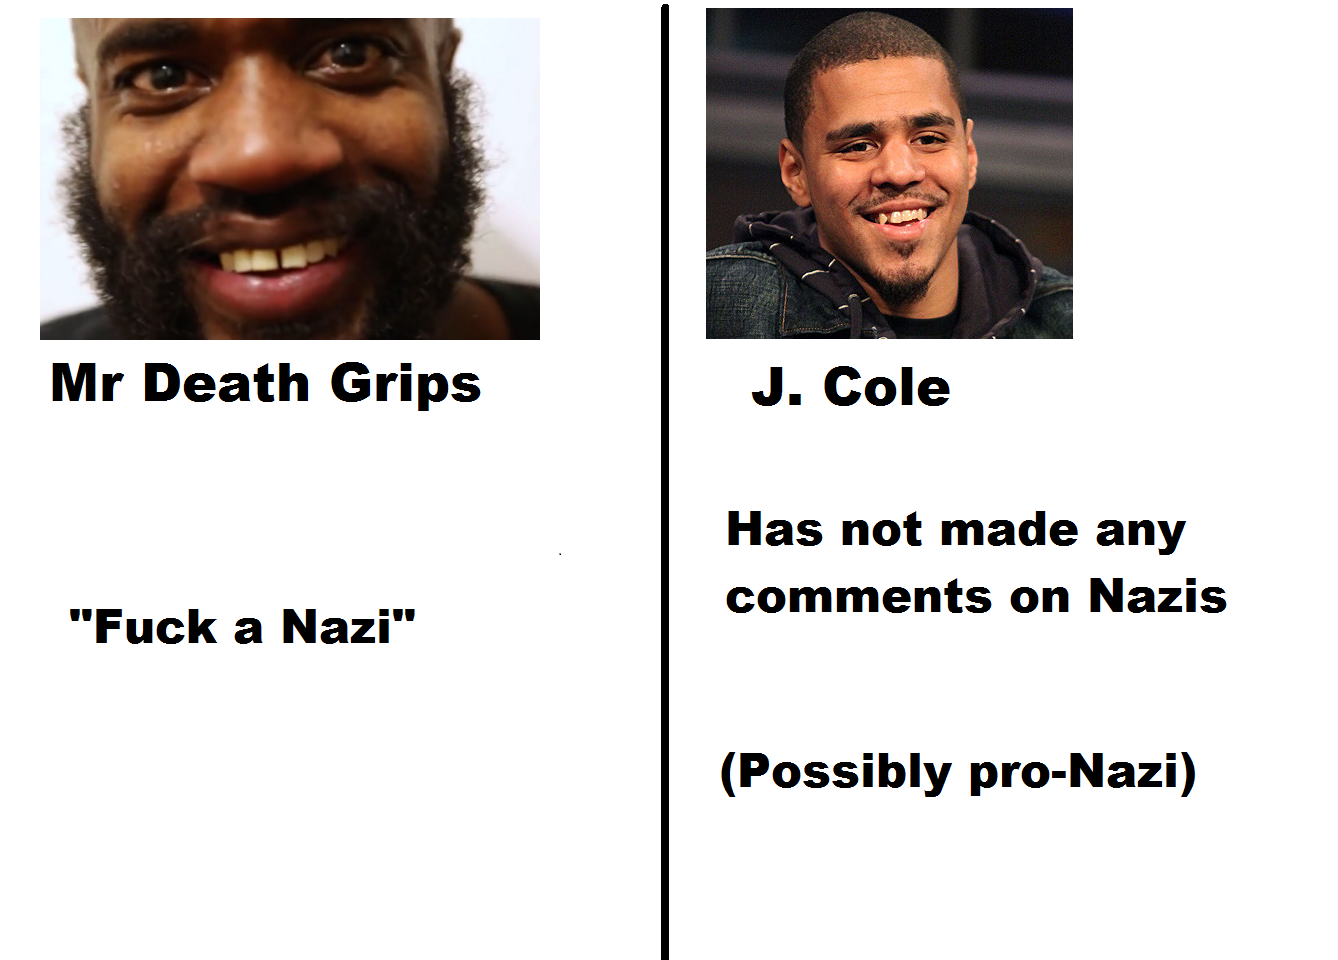 Mr Death Grips
"Fuck a Nazi"
J. Cole
Has not made any
comments on Nazis
(Possibly pro-Nazi)